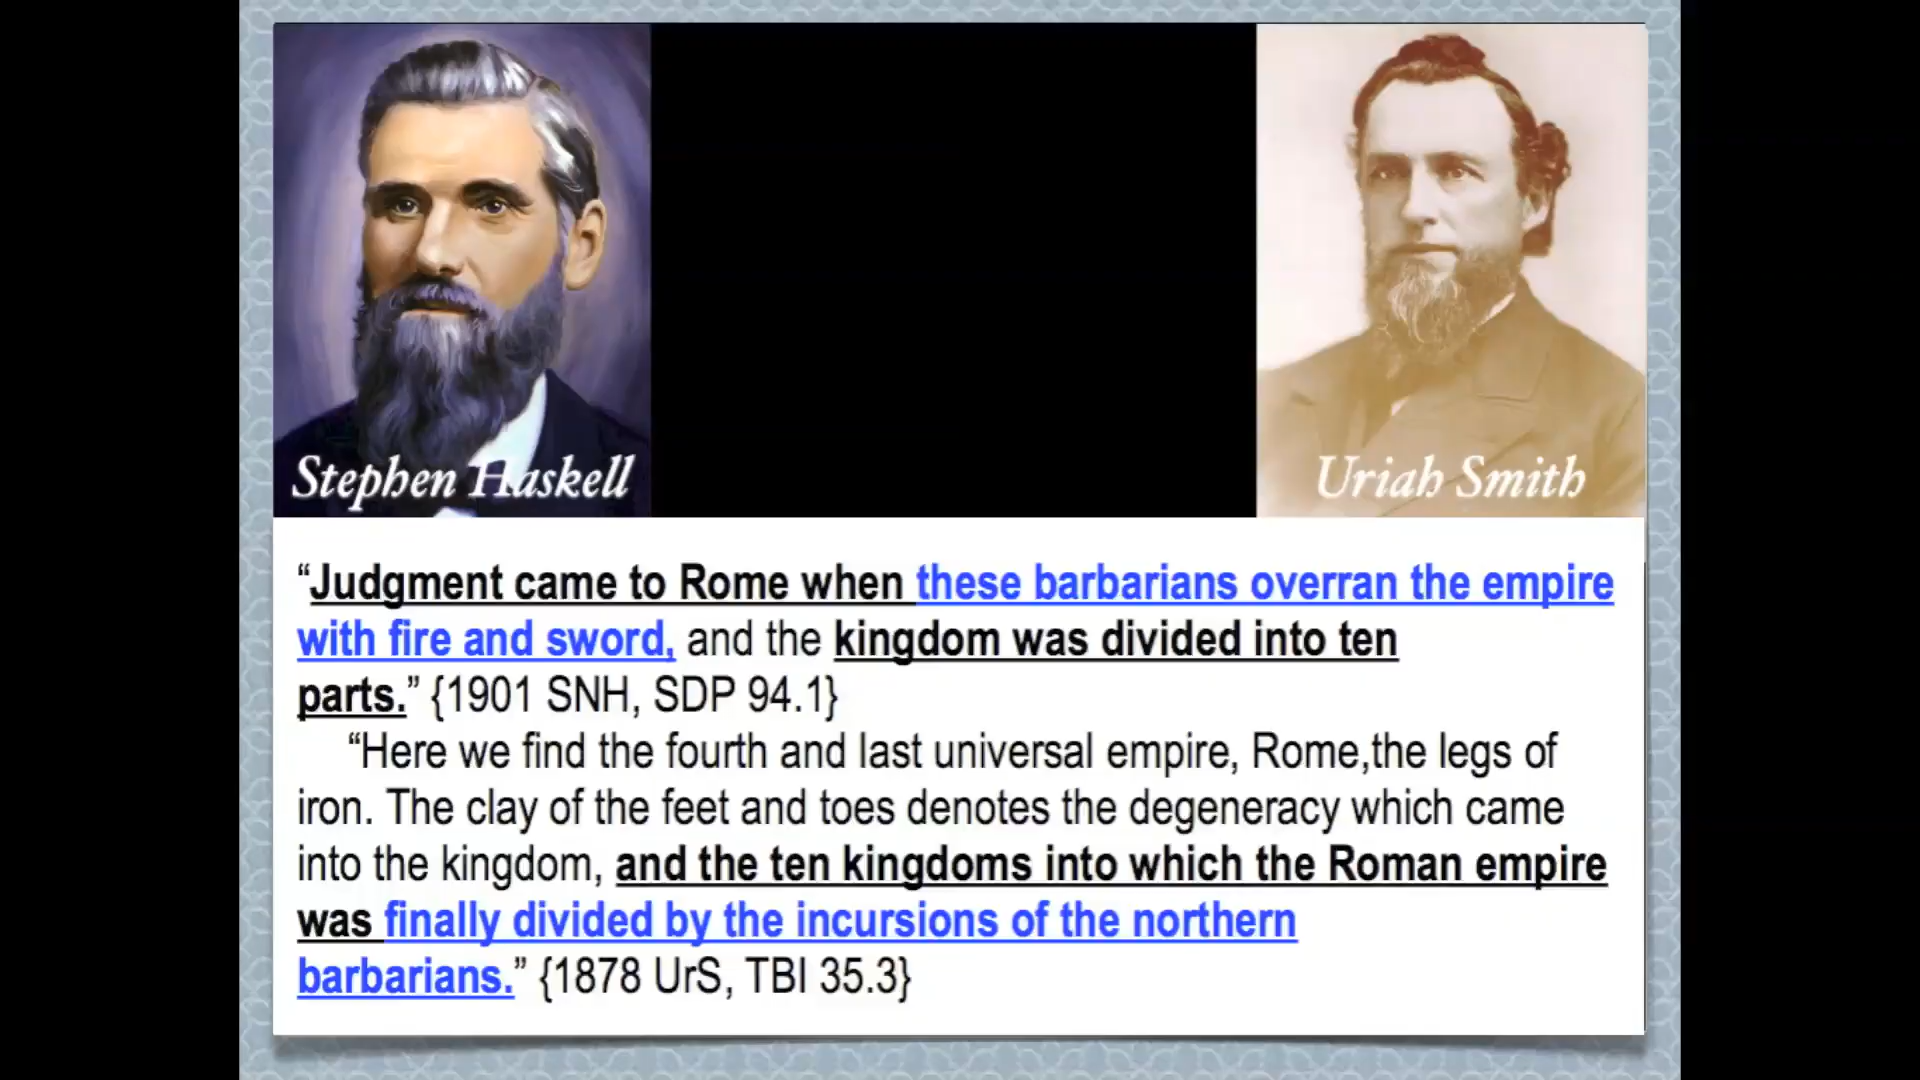 Stephen Haskell
Uriah Smith
“Judgment came to Rome when these barbarians overran the empire
with fire and sword, and the kingdom was divided into ten
parts.” {1901 SNH, SDP 94.1}
“Here we find the fourth and last universal empire, Rome,the legs of
iron. The clay of the feet and toes denotes the degeneracy which came
into the kingdom, and the ten kingdoms into which the Roman empire
was finally divided by the incursions of the northern
barbarians.” {1878 UrS, TBI 35.3}